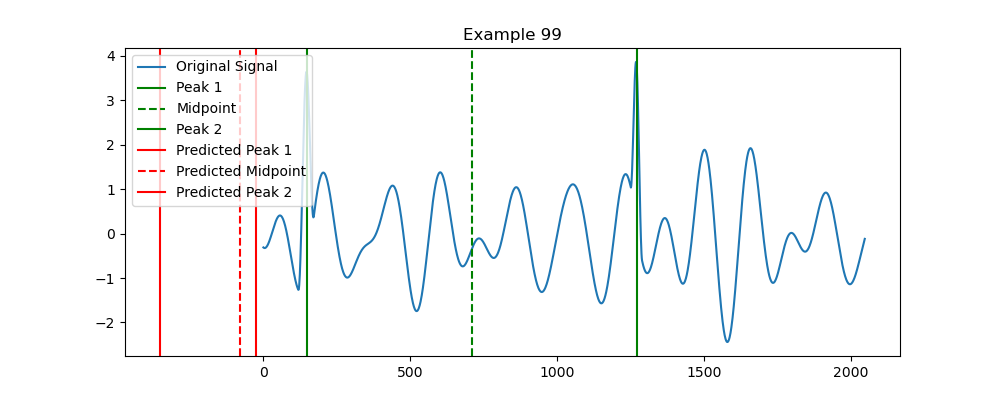 Example 99
Original Signal
Peak 1
Midpoint
Peak 2
Predicted Peak 1
Predicted Midpoint
Predicted Peak 2
4
3
2
1
0
−1
−2
0 500 1000 1500 2000